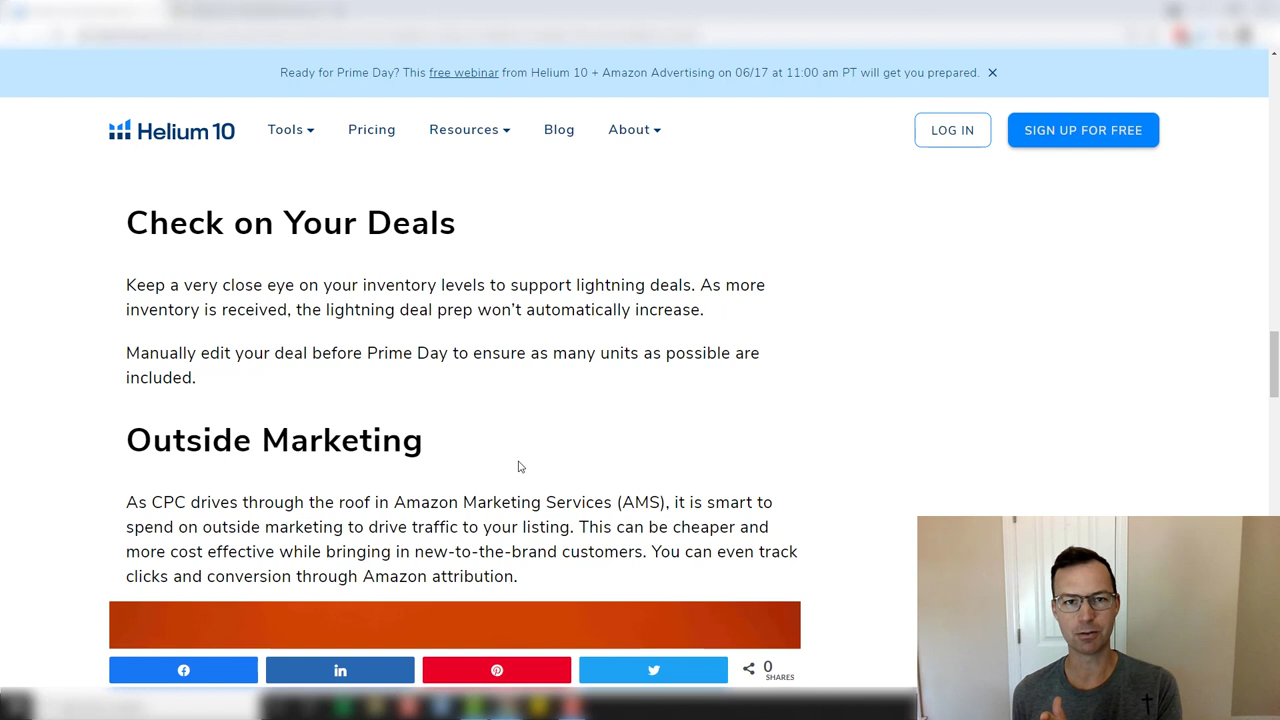 Ready for Prime Day? This free webinar from Helium 10 + Amazon Advertising on 06/17 at 11:00 am PT will get you prepared.
Helium 10 Tools Pricing Resources Blog About LOG IN SIGN UP FOR FREE
Check on Your Deals
Keep a very close eye on your inventory levels to support lightning deals. As more
inventory is received, the lightning deal prep won’t automatically increase.
Manually edit your deal before Prime Day to ensure as many units as possible are
included.
Outside Marketing
As CPC drives through the roof in Amazon Marketing Services (AMS), it is smart to
spend on outside marketing to drive traffic to your listing. This can be cheaper and
more cost effective while bringing in new-to-the-brand customers. You can even track
clicks and conversion through Amazon attribution.
0
SHARES